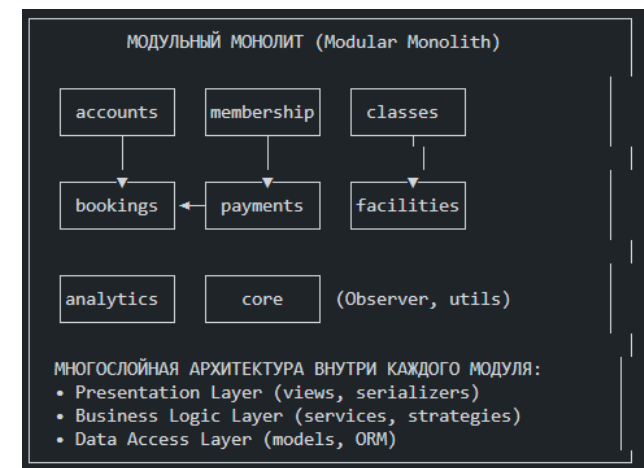 МОДУЛЬНЫЙ МОНОЛИТ (Modular Monolith)
accounts membership classes
bookings payments facilities
analytics core (Observer, utils)
МНОГОСЛОЙНАЯ АРХИТЕКТУРА ВНУТРИ КАЖДОГО МОДУЛЯ:
• Presentation Layer (views, serializers)
• Business Logic Layer (services, strategies)
• Data Access Layer (models, ORM)